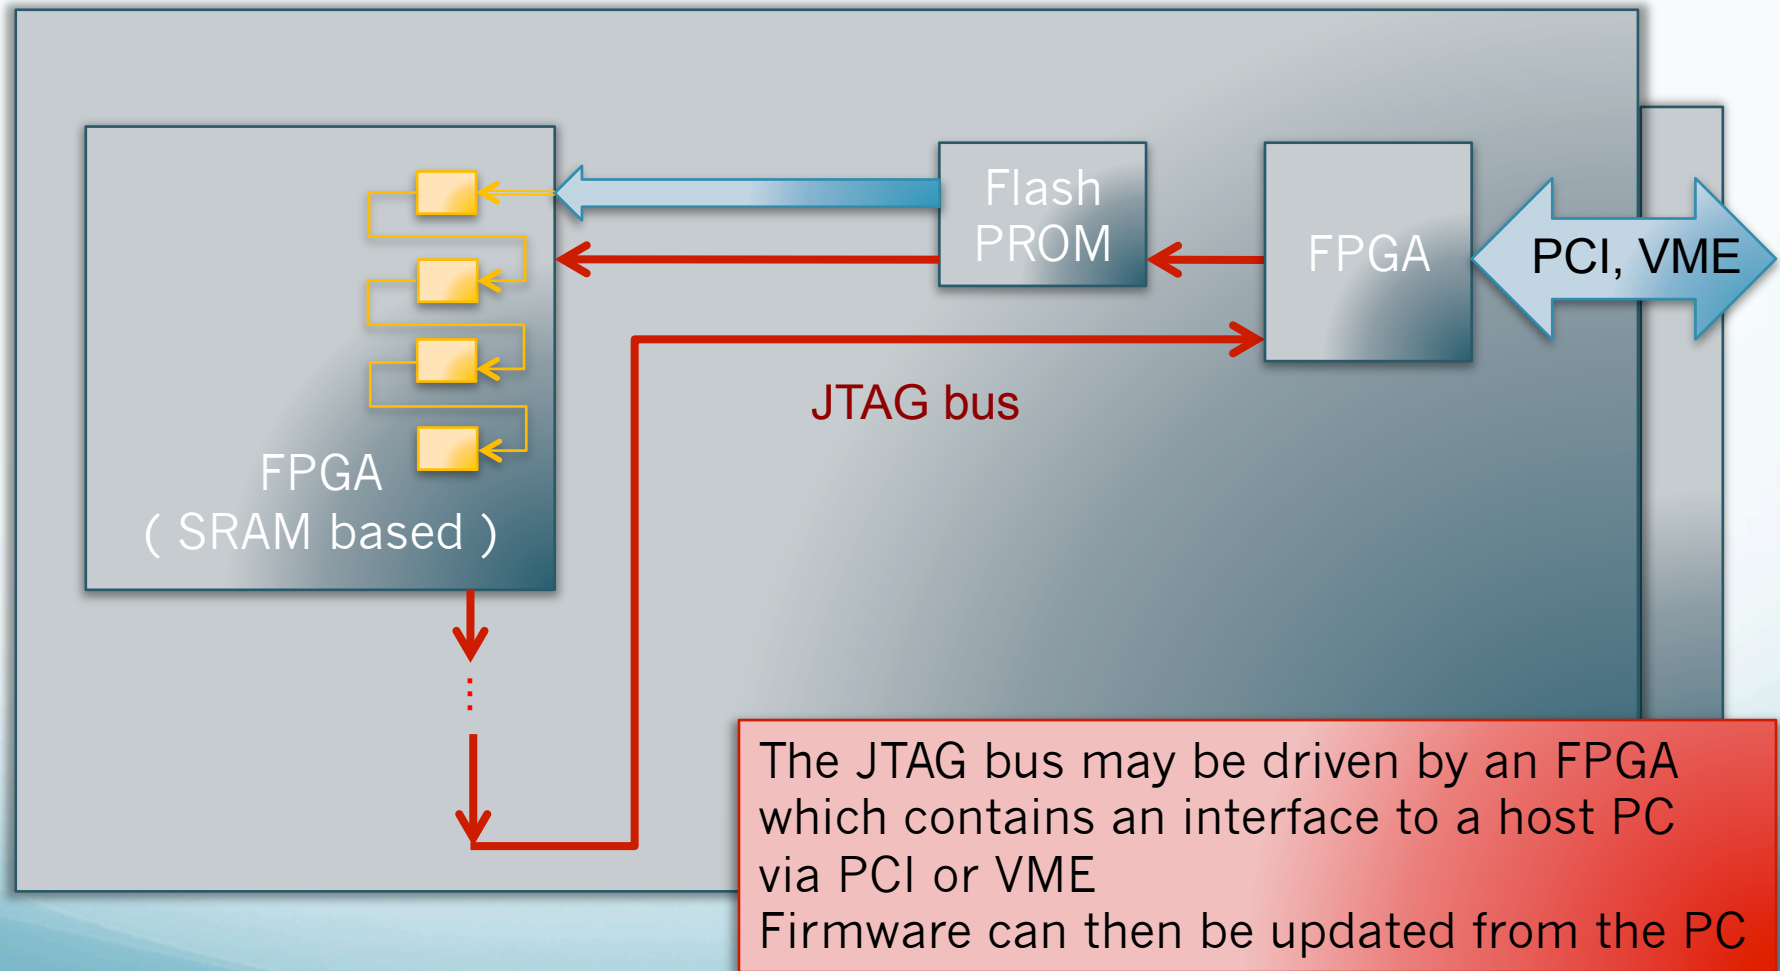 Flash
PROM
FPGA
PCI, VME
JTAG bus
FPGA
( SRAM based )
The JTAG bus may be driven by an FPGA
which contains an interface to a host PC
via PCI or VME
Firmware can then be updated from the PC